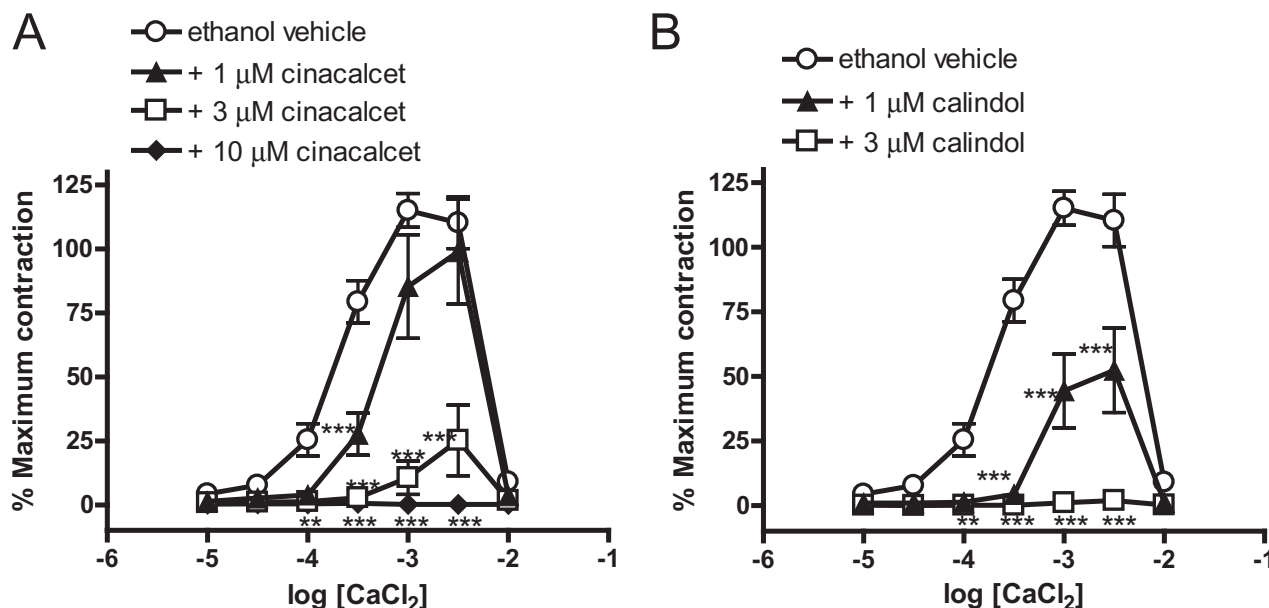 A
ethanol vehicle
+ 1 μM cinacalcet
+ 3 μM cinacalcet
+ 10 μM cinacalcet
% Maximum contraction
125
100
75
50
25
0
***
***
***
***
** *** *** ***
-6 -5 -4 -3 -2 -1
log [CaCl₂]
B
ethanol vehicle
+ 1 μM calindol
+ 3 μM calindol
% Maximum contraction
125
100
75
50
25
0
***
***
***
** *** *** ***
-6 -5 -4 -3 -2 -1
log [CaCl₂]